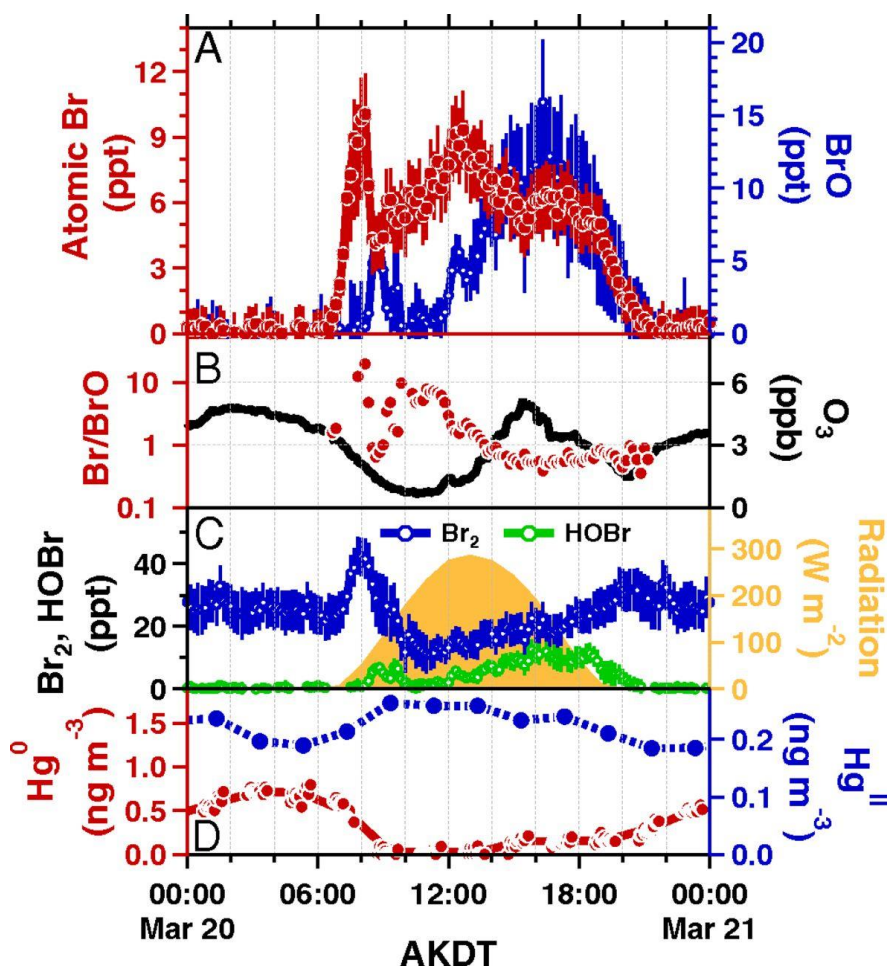 A
Atomic Br
(ppt)
12
9
6
3
0
20
15
10
5
0
BrO
(ppt)
B
Br/BrO
10
1
0.1
6
3
0
O₃
(ppb)
C
Br₂
HOBr
Br₂, HOBr
(ppt)
40
20
0
300
200
100
0
Radiation
(W m⁻²)
D
Hg⁰
(ng m⁻³)
1.5
1.0
0.5
0.0
0.2
0.1
0.0
Hgᴵᴵ
(ng m⁻³)
00:00 06:00 12:00 18:00 00:00
Mar 20 Mar 21
AKDT